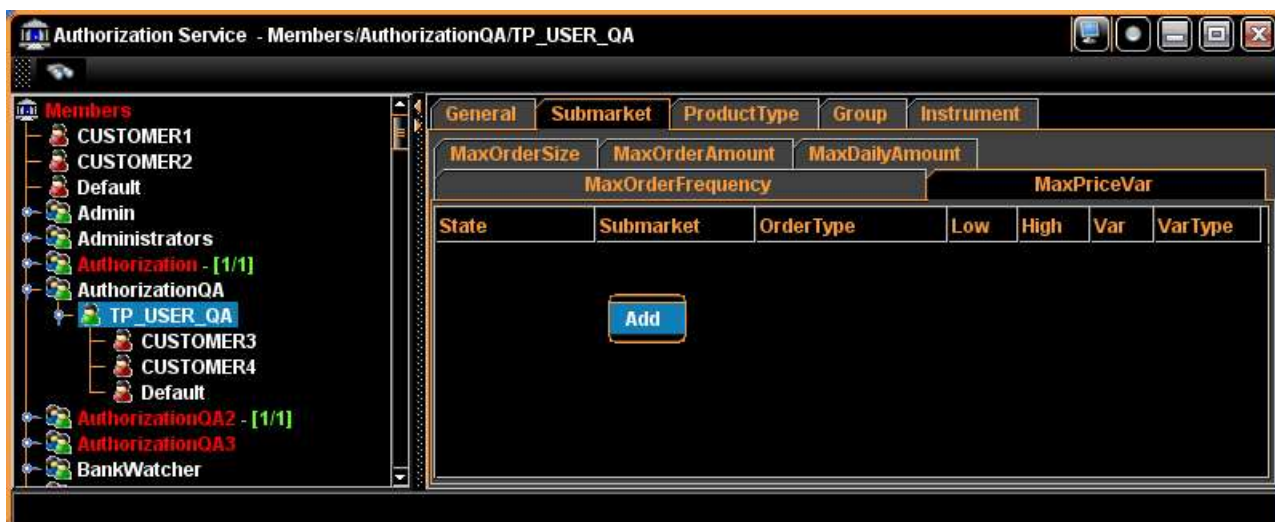 Authorization Service - Members/AuthorizationQA/TP_USER_QA
Members
CUSTOMER1
CUSTOMER2
Default
Admin
Administrators
Authorization - [1/1]
AuthorizationQA
TP_USER_QA
CUSTOMER3
CUSTOMER4
Default
AuthorizationQA2 - [1/1]
AuthorizationQA3
BankWatcher
General Submarket ProductType Group Instrument
MaxOrderSize MaxOrderAmount MaxDailyAmount
MaxOrderFrequency MaxPriceVar
State Submarket OrderType Low High Var VarType
Add